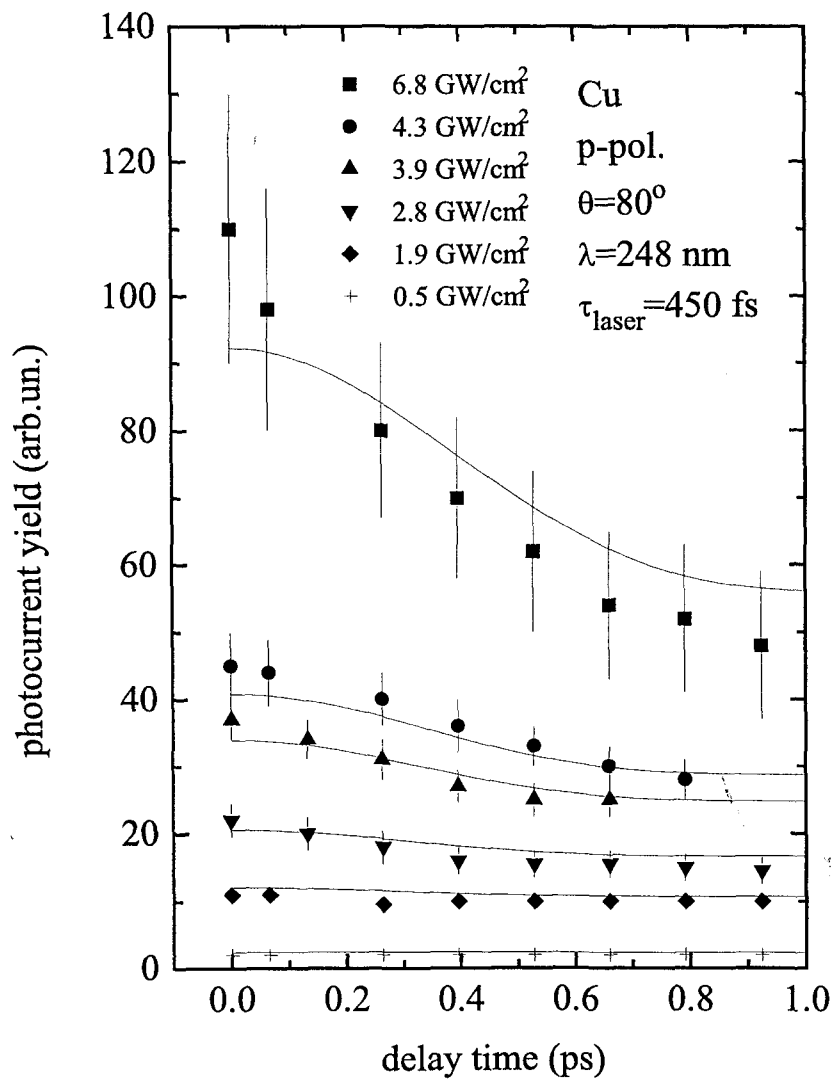 photocurrent yield (arb.un.)
140
120
100
80
60
40
20
0
6.8 GW/cm²
4.3 GW/cm²
3.9 GW/cm²
2.8 GW/cm²
1.9 GW/cm²
0.5 GW/cm²
Cu
p-pol.
θ=80º
λ=248 nm
τlaser=450 fs
0.0 0.2 0.4 0.6 0.8 1.0
delay time (ps)